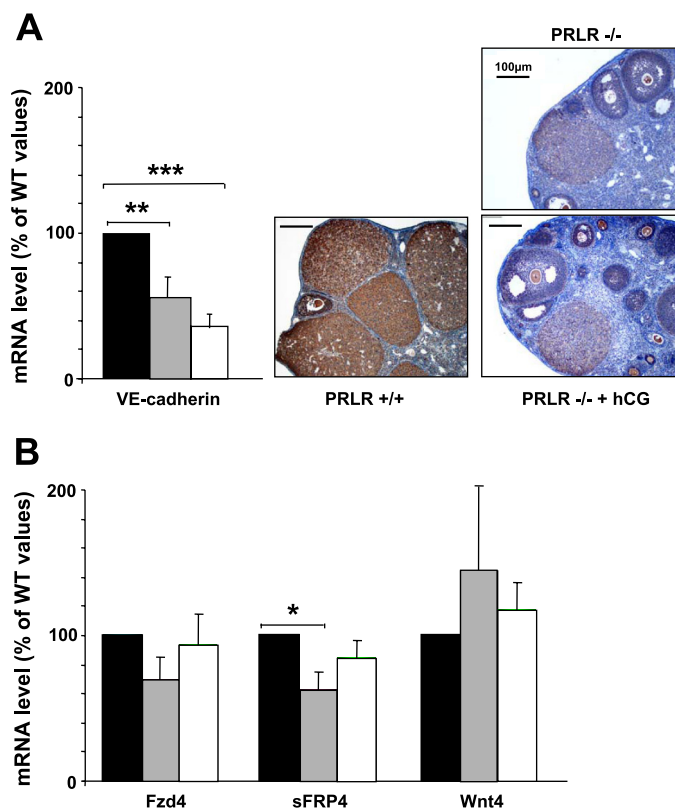 A
mRNA level (% of WT values)
200
100
0
***
**
VE-cadherin
PRLR +/+
PRLR -/-
100µm
PRLR -/- + hCG
B
mRNA level (% of WT values)
200
100
0
*
Fzd4
sFRP4
Wnt4